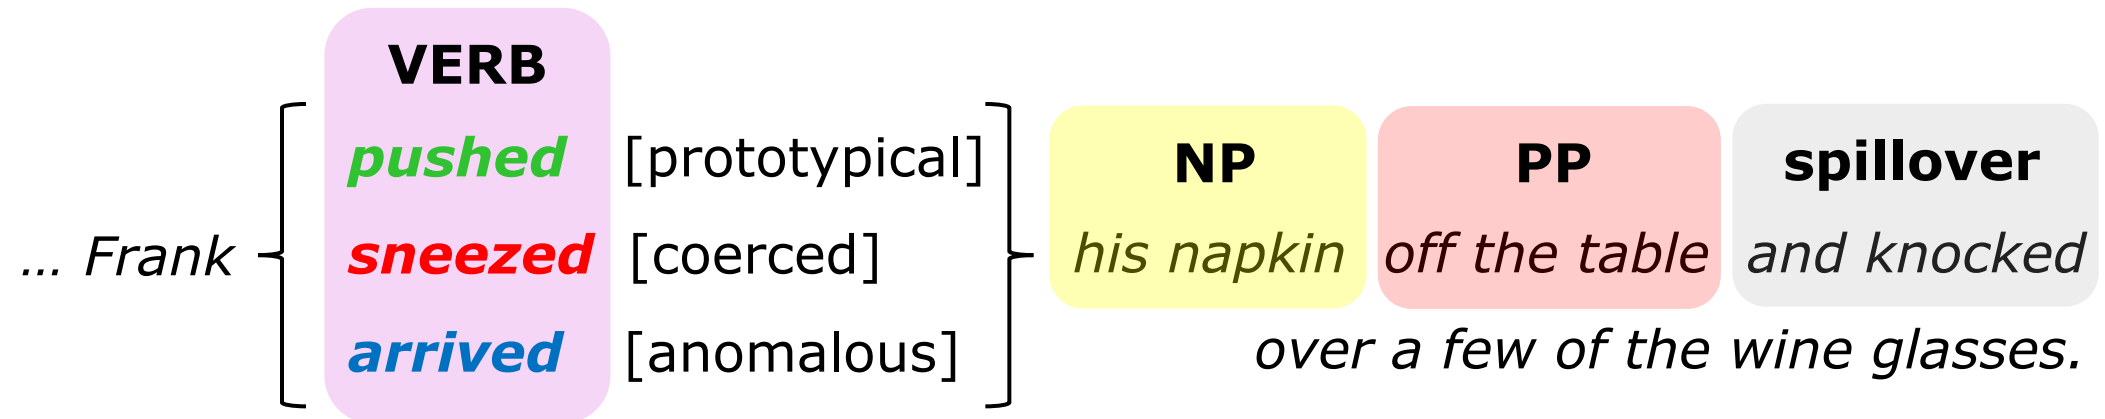 VERB
pushed [prototypical] NP PP spillover
... Frank sneezed [coerced] his napkin off the table and knocked
arrived [anomalous] over a few of the wine glasses.